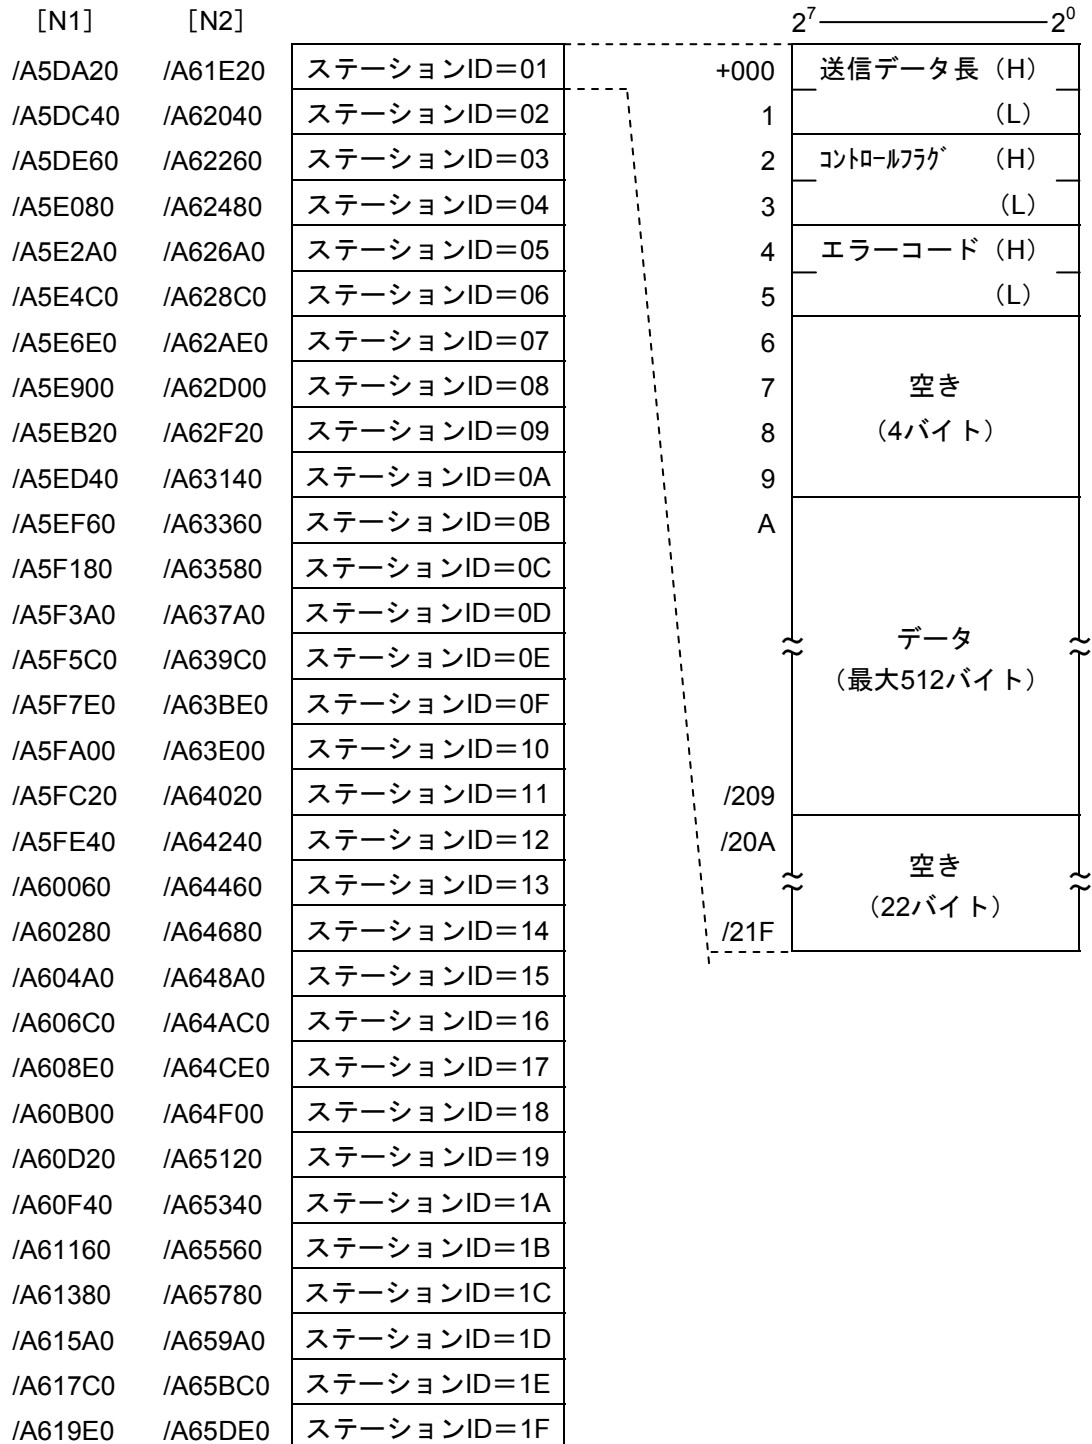 ［N1］ ［N2］ 2⁷ 2⁰
/A5DA20 /A61E20 ステーションID＝01 +000 送信データ長（H）
/A5DC40 /A62040 ステーションID＝02 1 （L）
/A5DE60 /A62260 ステーションID＝03 2 ｺﾝﾄﾛｰﾙﾌﾗｸﾞ （H）
/A5E080 /A62480 ステーションID＝04 3 （L）
/A5E2A0 /A626A0 ステーションID＝05 4 エラーコード（H）
/A5E4C0 /A628C0 ステーションID＝06 5 （L）
/A5E6E0 /A62AE0 ステーションID＝07 6
/A5E900 /A62D00 ステーションID＝08 7 空き
/A5EB20 /A62F20 ステーションID＝09 8 （4バイト）
/A5ED40 /A63140 ステーションID＝0A 9
/A5EF60 /A63360 ステーションID＝0B A
/A5F180 /A63580 ステーションID＝0C
/A5F3A0 /A637A0 ステーションID＝0D データ
/A5F5C0 /A639C0 ステーションID＝0E （最大512バイト）
/A5F7E0 /A63BE0 ステーションID＝0F
/A5FA00 /A63E00 ステーションID＝10
/A5FC20 /A64020 ステーションID＝11 /209
/A5FE40 /A64240 ステーションID＝12 /20A 空き
/A60060 /A64460 ステーションID＝13 （22バイト）
/A60280 /A64680 ステーションID＝14 /21F
/A604A0 /A648A0 ステーションID＝15
/A606C0 /A64AC0 ステーションID＝16
/A608E0 /A64CE0 ステーションID＝17
/A60B00 /A64F00 ステーションID＝18
/A60D20 /A65120 ステーションID＝19
/A60F40 /A65340 ステーションID＝1A
/A61160 /A65560 ステーションID＝1B
/A61380 /A65780 ステーションID＝1C
/A615A0 /A659A0 ステーションID＝1D
/A617C0 /A65BC0 ステーションID＝1E
/A619E0 /A65DE0 ステーションID＝1F